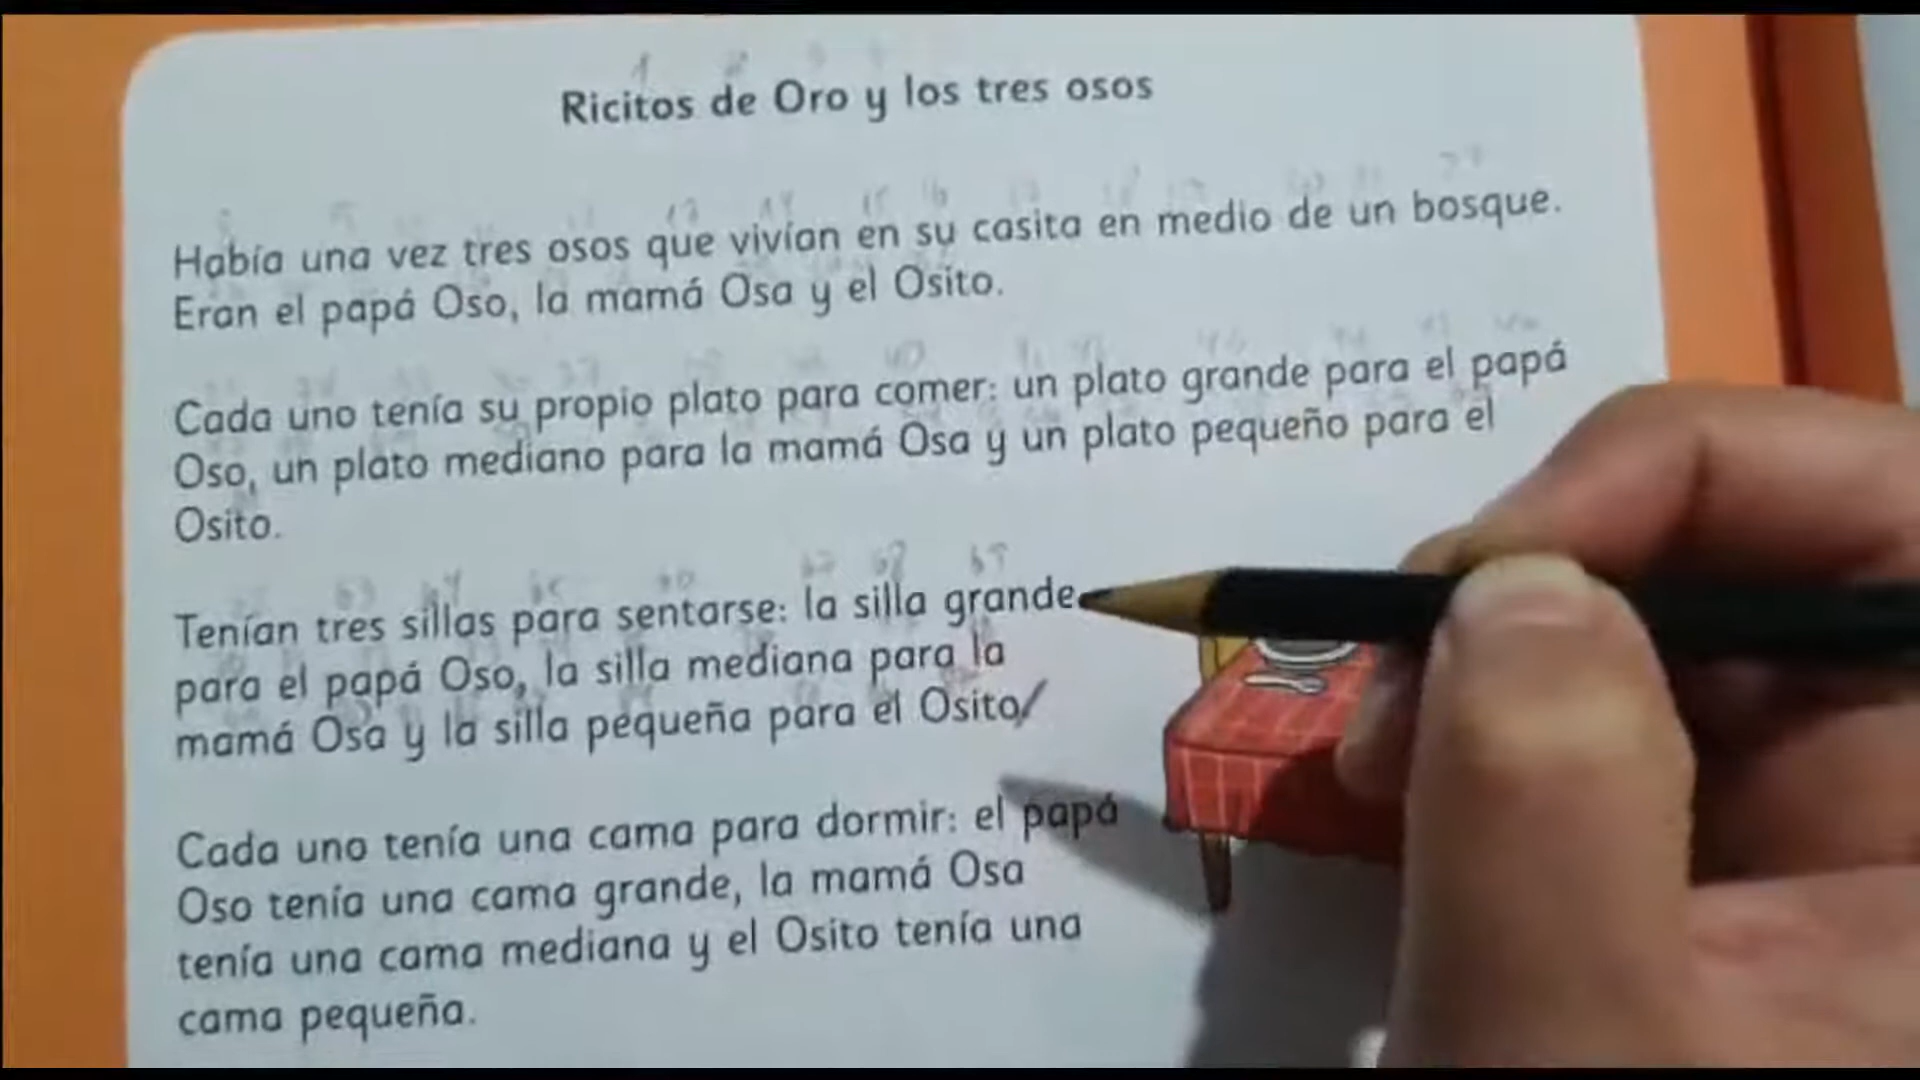 Ricitos de Oro y los tres osos
Había una vez tres osos que vivían en su casita en medio de un bosque.
Eran el papá Oso, la mamá Osa y el Osito.
Cada uno tenía su propio plato para comer: un plato grande para el papá
Oso, un plato mediano para la mamá Osa y un plato pequeño para el
Osito.
Tenían tres sillas para sentarse: la silla grande
para el papá Oso, la silla mediana para la
mamá Osa y la silla pequeña para el Osito/
Cada uno tenía una cama para dormir: el papá
Oso tenía una cama grande, la mamá Osa
tenía una cama mediana y el Osito tenía una
cama pequeña.